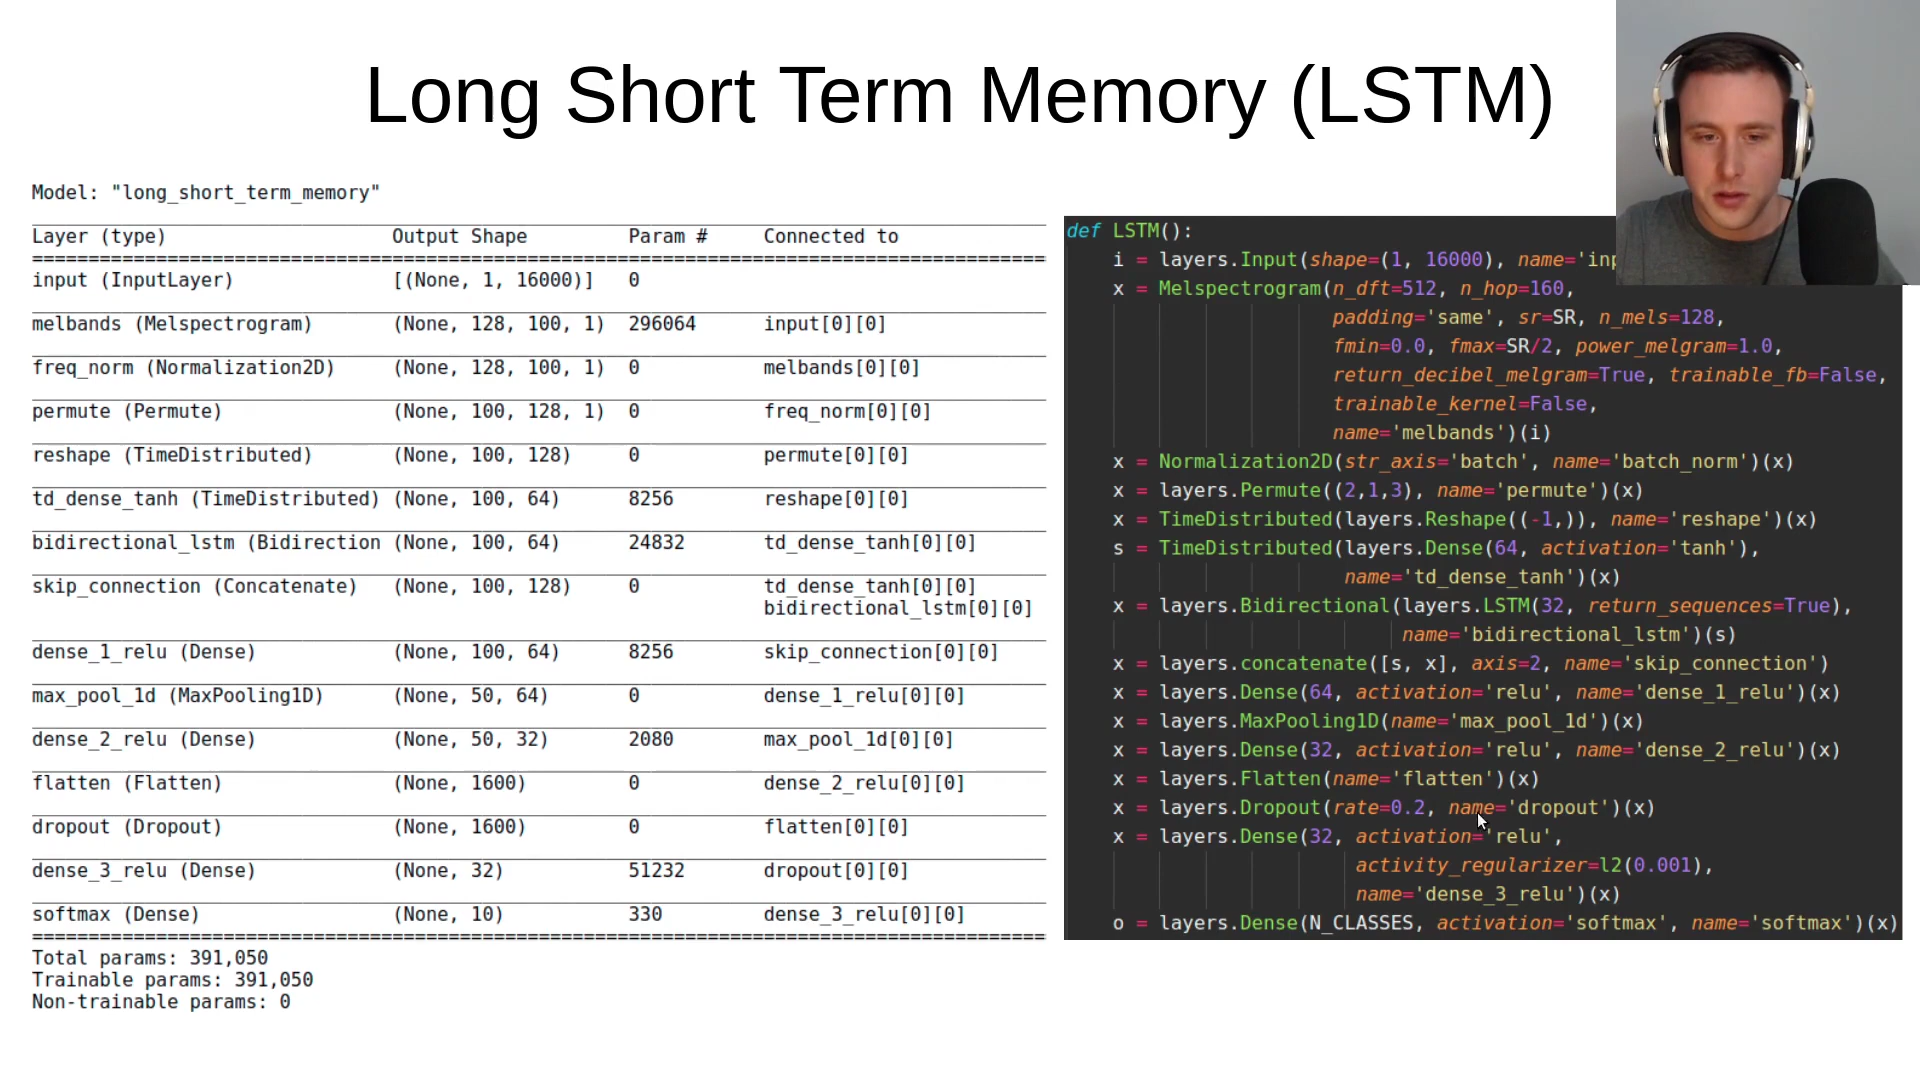 Long Short Term Memory (LSTM)
Model: "long_short_term_memory"
Layer (type) Output Shape Param # Connected to
input (InputLayer) [(None, 1, 16000)] 0
melbands (Melspectrogram) (None, 128, 100, 1) 296064 input[0][0]
freq_norm (Normalization2D) (None, 128, 100, 1) 0 melbands[0][0]
permute (Permute) (None, 100, 128, 1) 0 freq_norm[0][0]
reshape (TimeDistributed) (None, 100, 128) 0 permute[0][0]
td_dense_tanh (TimeDistributed) (None, 100, 64) 8256 reshape[0][0]
bidirectional_lstm (Bidirection (None, 100, 64) 24832 td_dense_tanh[0][0]
skip_connection (Concatenate) (None, 100, 128) 0 td_dense_tanh[0][0]
bidirectional_lstm[0][0]
dense_1_relu (Dense) (None, 100, 64) 8256 skip_connection[0][0]
max_pool_1d (MaxPooling1D) (None, 50, 64) 0 dense_1_relu[0][0]
dense_2_relu (Dense) (None, 50, 32) 2080 max_pool_1d[0][0]
flatten (Flatten) (None, 1600) 0 dense_2_relu[0][0]
dropout (Dropout) (None, 1600) 0 flatten[0][0]
dense_3_relu (Dense) (None, 32) 51232 dropout[0][0]
softmax (Dense) (None, 10) 330 dense_3_relu[0][0]
Total params: 391,050
Trainable params: 391,050
Non-trainable params: 0
def LSTM():
i = layers.Input(shape=(1, 16000), name='inp
x = Melspectrogram(n_dft=512, n_hop=160,
padding='same', sr=SR, n_mels=128,
fmin=0.0, fmax=SR/2, power_melgram=1.0,
return_decibel_melgram=True, trainable_fb=False,
trainable_kernel=False,
name='melbands')(i)
x = Normalization2D(str_axis='batch', name='batch_norm')(x)
x = layers.Permute((2,1,3), name='permute')(x)
x = TimeDistributed(layers.Reshape((-1,)), name='reshape')(x)
s = TimeDistributed(layers.Dense(64, activation='tanh'),
name='td_dense_tanh')(x)
x = layers.Bidirectional(layers.LSTM(32, return_sequences=True),
name='bidirectional_lstm')(s)
x = layers.concatenate([s, x], axis=2, name='skip_connection')
x = layers.Dense(64, activation='relu', name='dense_1_relu')(x)
x = layers.MaxPooling1D(name='max_pool_1d')(x)
x = layers.Dense(32, activation='relu', name='dense_2_relu')(x)
x = layers.Flatten(name='flatten')(x)
x = layers.Dropout(rate=0.2, name='dropout')(x)
x = layers.Dense(32, activation='relu',
activity_regularizer=l2(0.001),
name='dense_3_relu')(x)
o = layers.Dense(N_CLASSES, activation='softmax', name='softmax')(x)